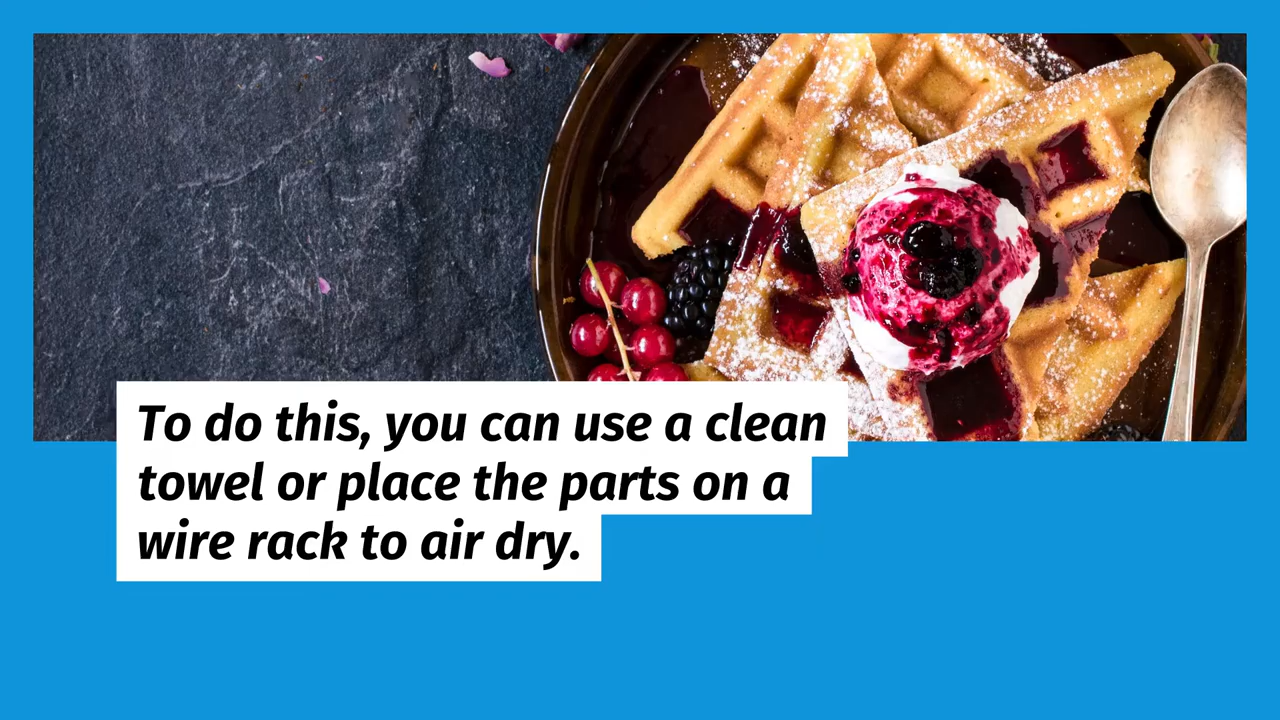 To do this, you can use a clean
towel or place the parts on a
wire rack to air dry.